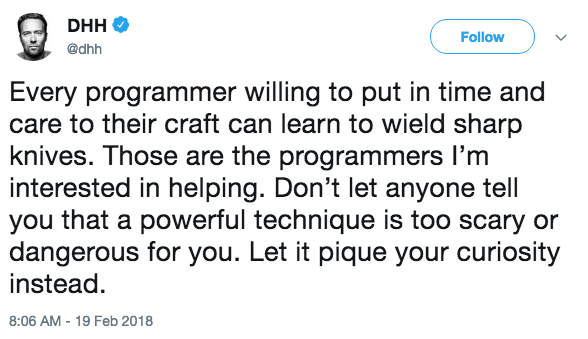 DHH
@dhh
Follow
Every programmer willing to put in time and
care to their craft can learn to wield sharp
knives. Those are the programmers I’m
interested in helping. Don’t let anyone tell
you that a powerful technique is too scary or
dangerous for you. Let it pique your curiosity
instead.
8:06 AM - 19 Feb 2018